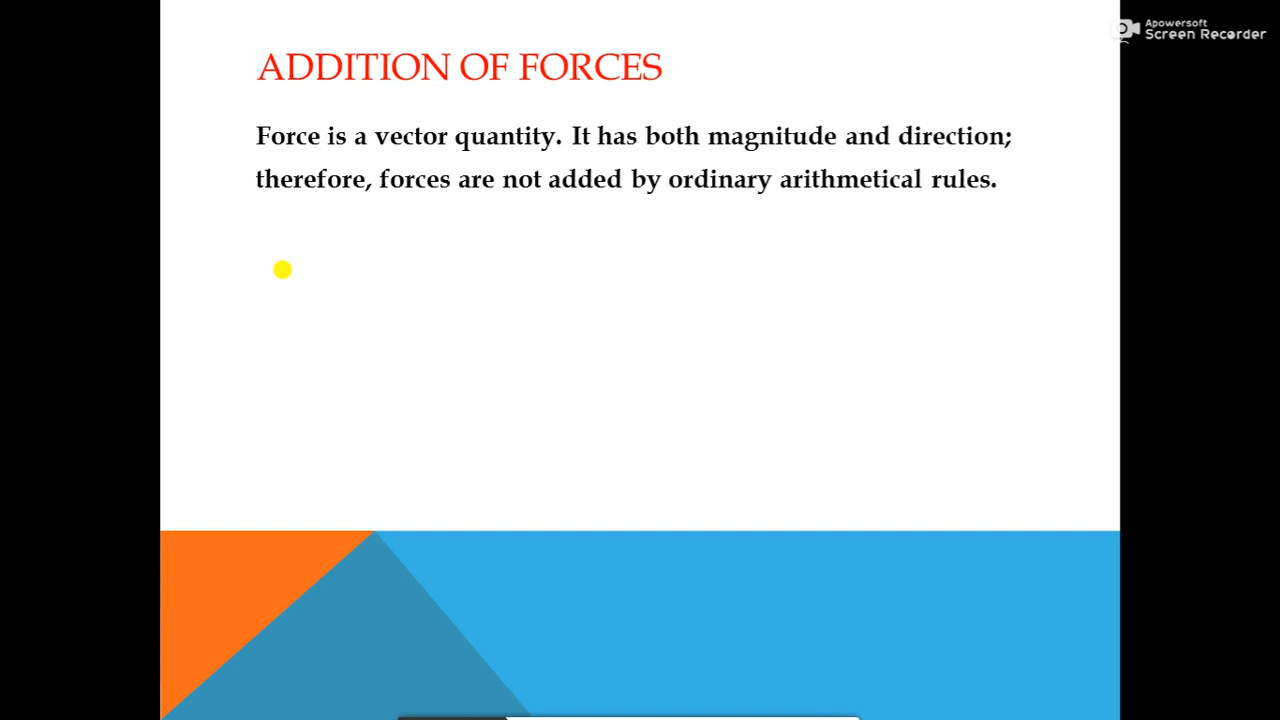 Apowersoft
Screen Recorder
ADDITION OF FORCES
Force is a vector quantity. It has both magnitude and direction;
therefore, forces are not added by ordinary arithmetical rules.